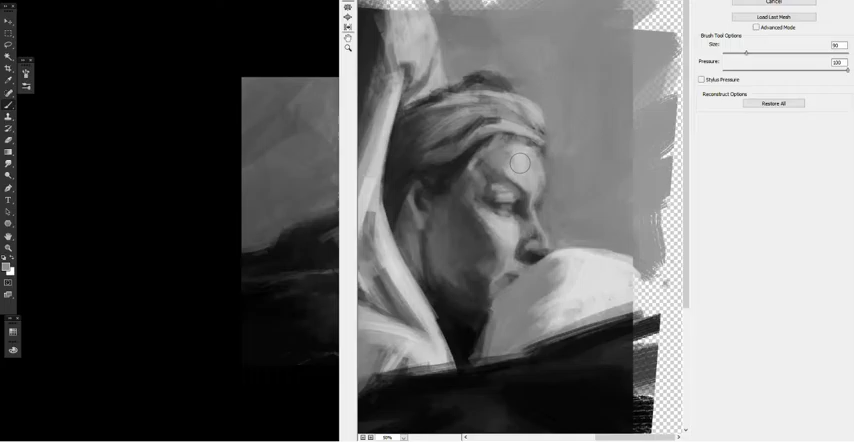 Cancel
Load Last Mesh
Advanced Mode
Brush Tool Options
Size:
90
Pressure:
100
Stylus Pressure
Reconstruct Options
Restore All
50%